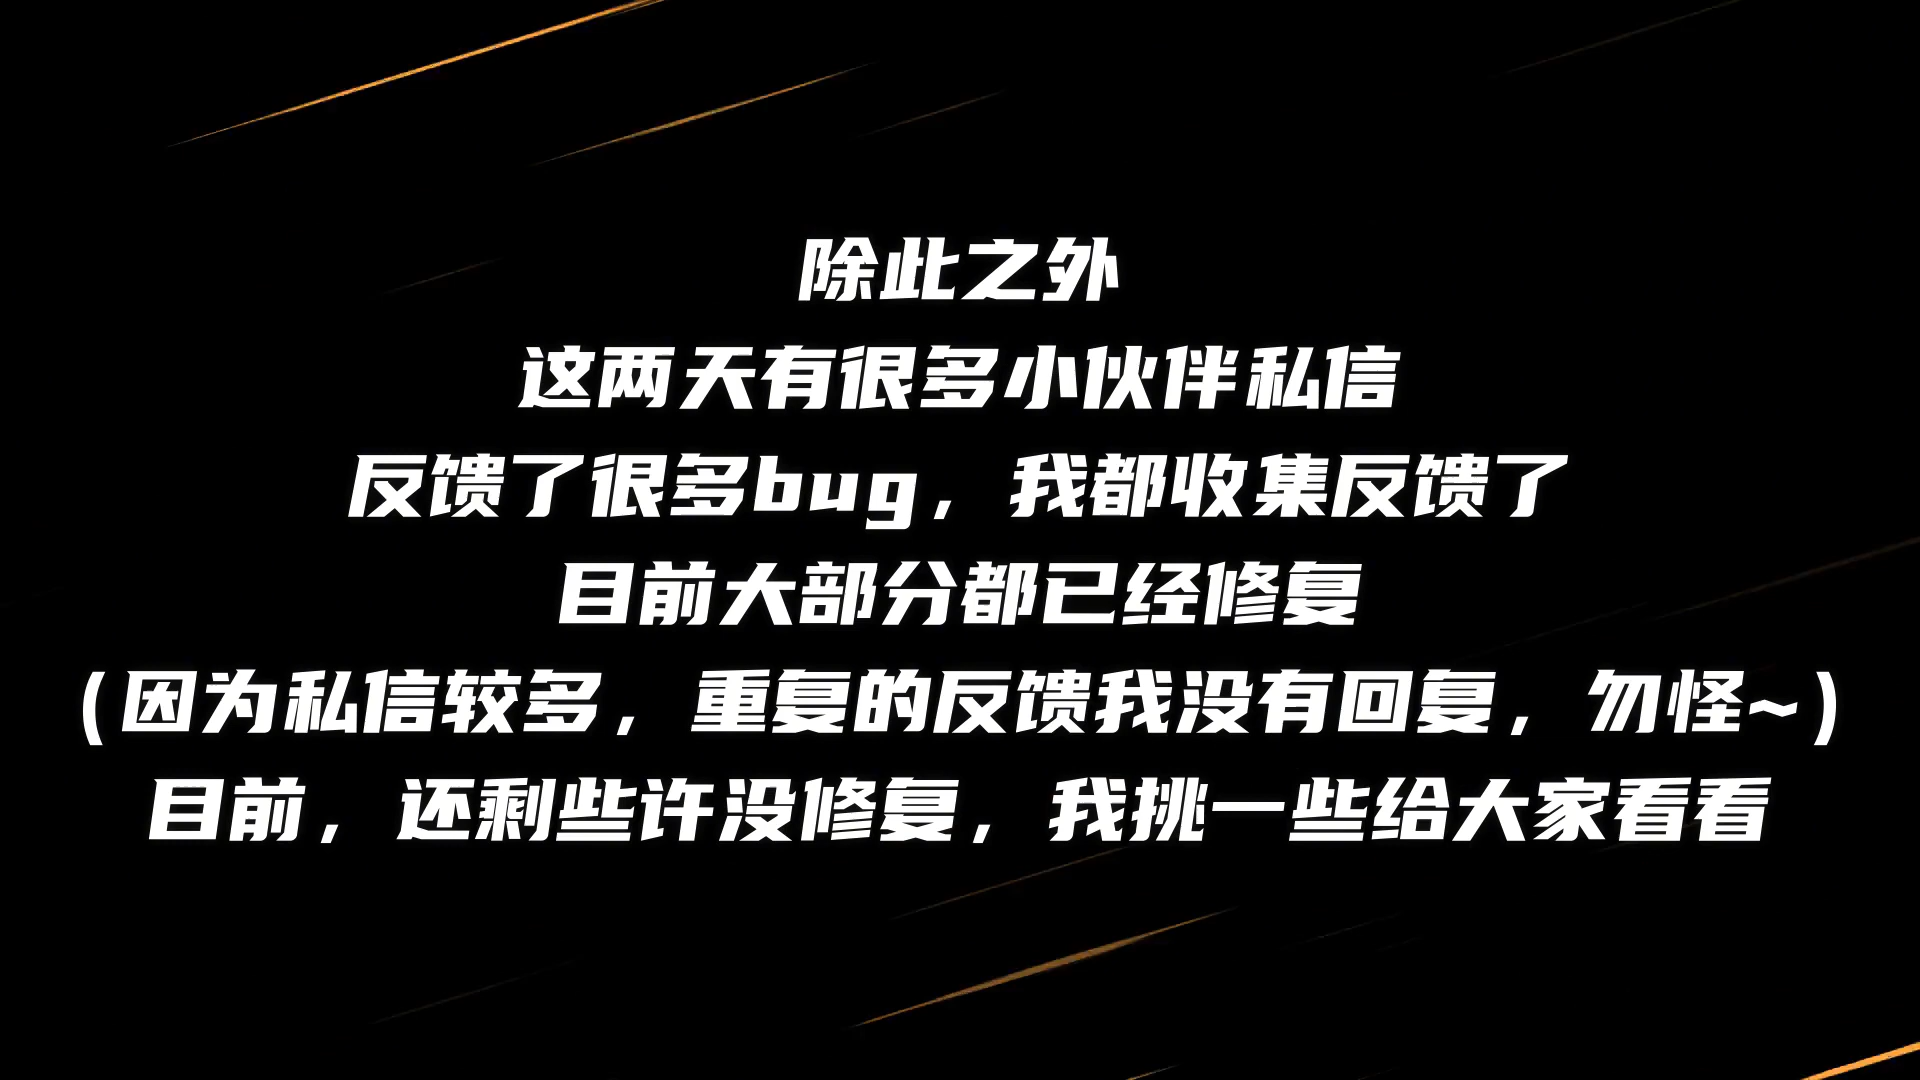 除此之外
这两天有很多小伙伴私信
反馈了很多bug，我都收集反馈了
目前大部分都已经修复
（因为私信较多，重复的反馈我没有回复，勿怪~）
目前，还剩些许没修复，我挑一些给大家看看